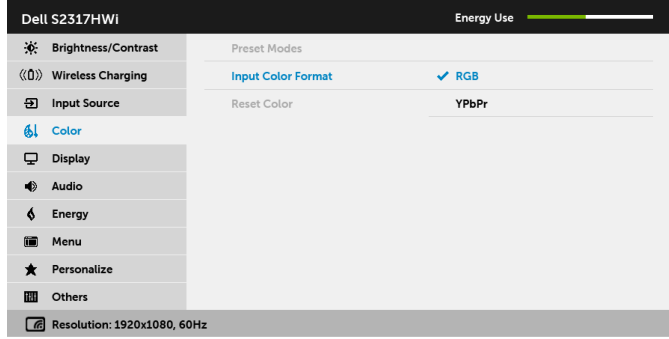 Dell S2317HWi Energy Use
Brightness/Contrast Preset Modes
Wireless Charging Input Color Format RGB
Input Source Reset Color YPbPr
Color
Display
Audio
Energy
Menu
Personalize
Others
Resolution: 1920x1080, 60Hz